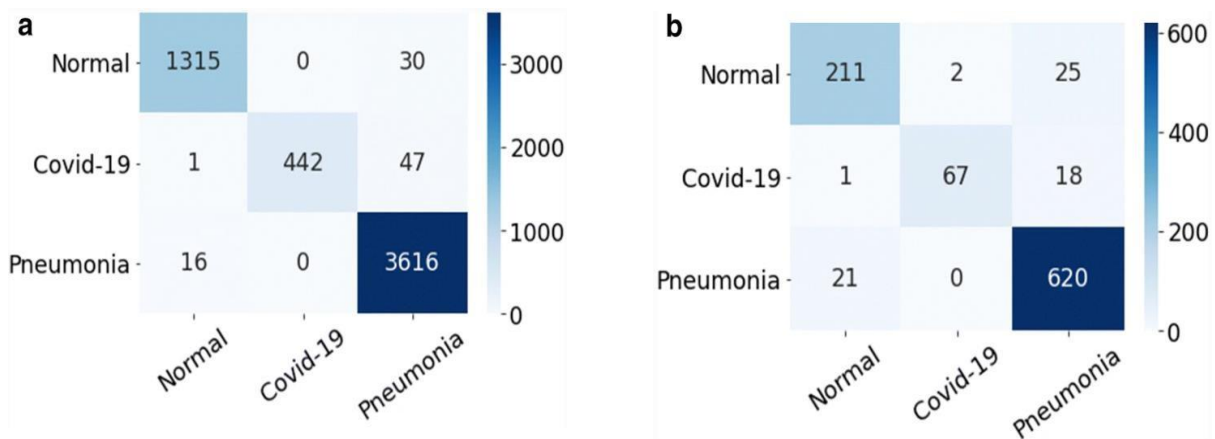 a
Normal 1315 0 30
Covid-19 1 442 47
Pneumonia 16 0 3616
Normal Covid-19 Pneumonia
3000
2000
1000
0
b
Normal 211 2 25
Covid-19 1 67 18
Pneumonia 21 0 620
Normal Covid-19 Pneumonia
600
400
200
0